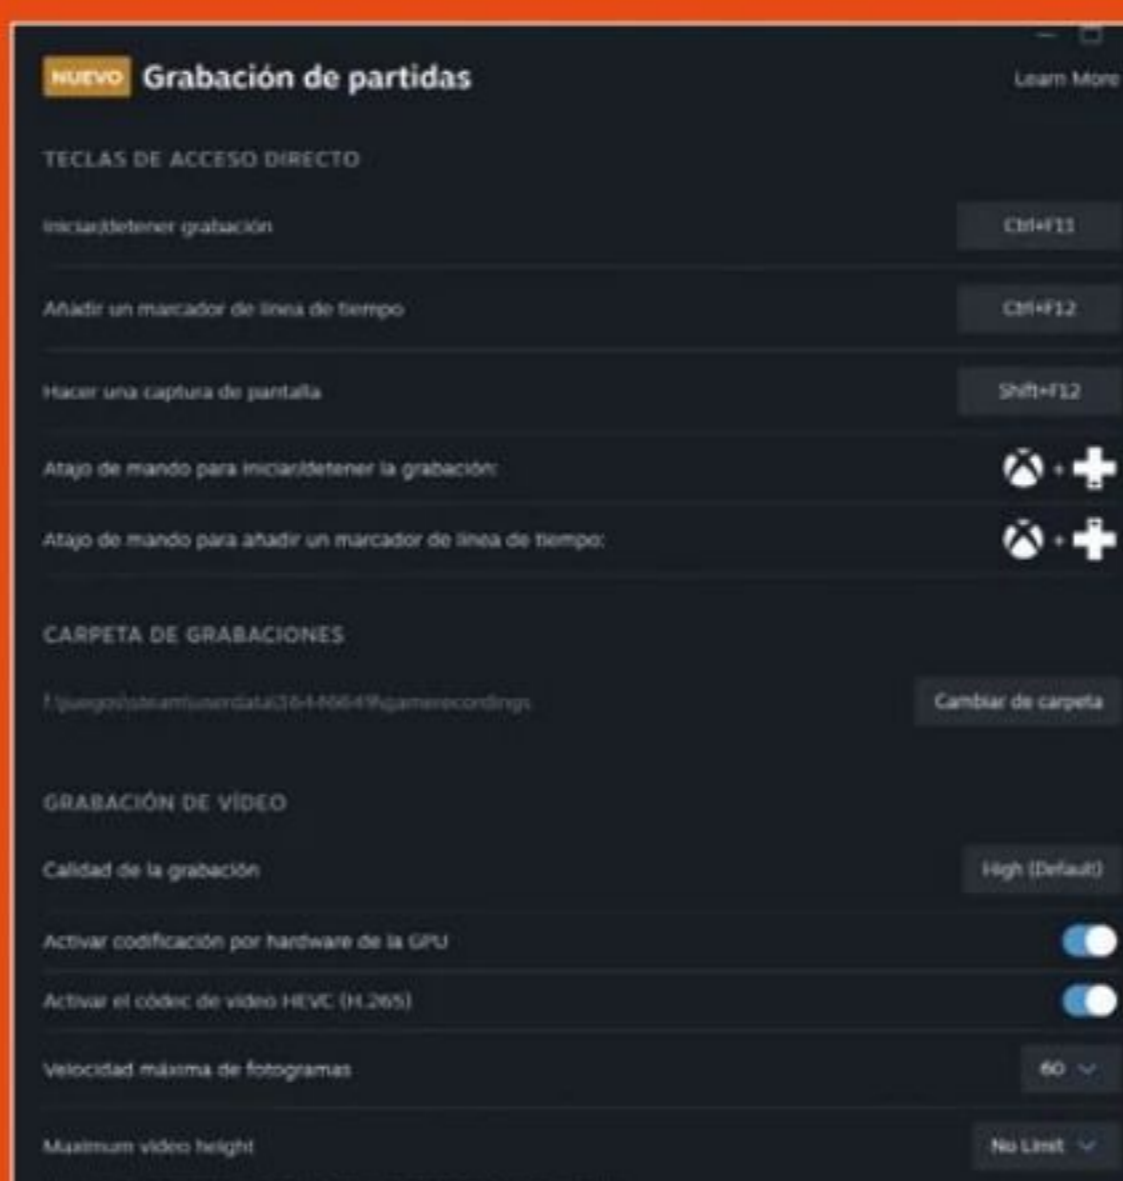 NUEVO Grabación de partidas
Learn More
TECLAS DE ACCESO DIRECTO
Iniciar/detener grabación
Ctrl+F11
Añadir un marcador de línea de tiempo
Ctrl+F12
Hacer una captura de pantalla
Shift+F12
Atajo de mando para iniciar/detener la grabación:
+
Atajo de mando para añadir un marcador de línea de tiempo:
+
CARPETA DE GRABACIONES
Cambiar de carpeta
GRABACIÓN DE VÍDEO
Calidad de la grabación
High (Default)
Activar codificación por hardware de la GPU
Activar el códec de vídeo HEVC (H.265)
Velocidad máxima de fotogramas
60
Maximum video height
No Limit